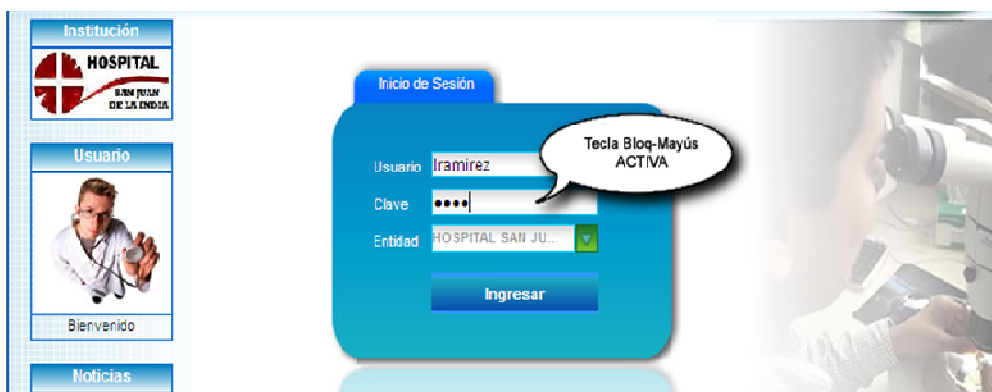 Institución
HOSPITAL
SAN JUAN
DE LA INDIA
Usuario
Bienvenido
Noticias
Inicio de Sesión
Usuario
lramirez
Clave
••••
Entidad
HOSPITAL SAN JU...
Ingresar
Tecla Bloq-Mayús
ACTIVA